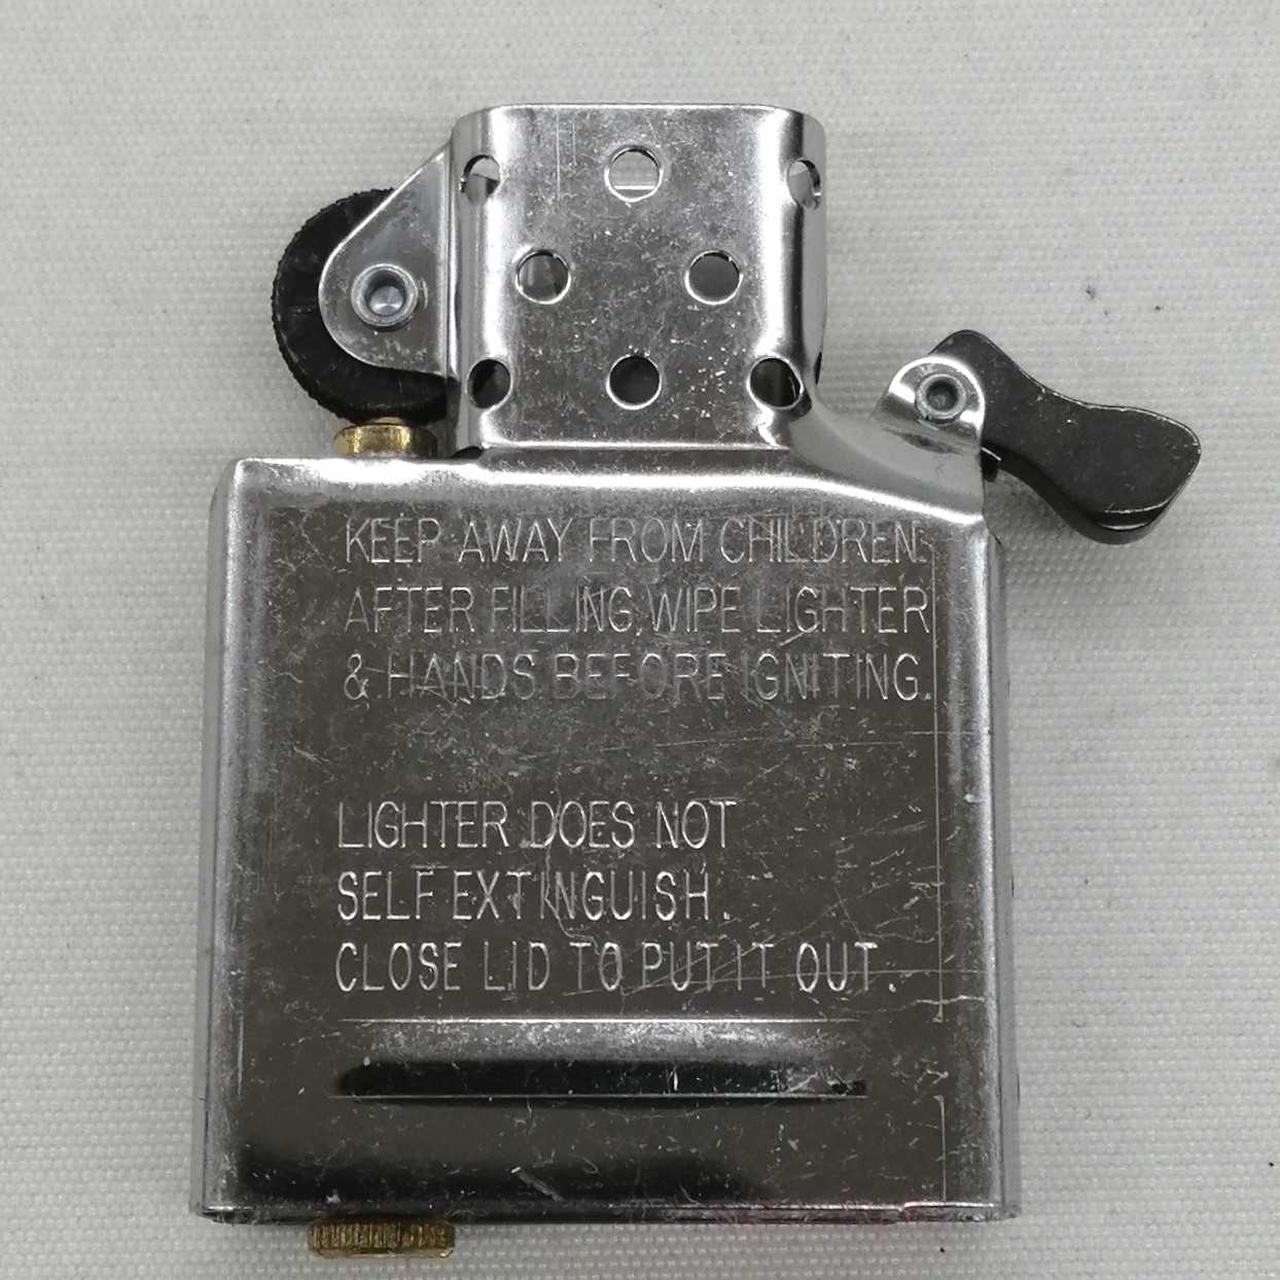 KEEP AWAY FROM CHILDREN.
AFTER FILLING, WIPE LIGHTER
& HANDS BEFORE IGNITING.
LIGHTER DOES NOT
SELF EXTINGUISH.
CLOSE LID TO PUT IT OUT.